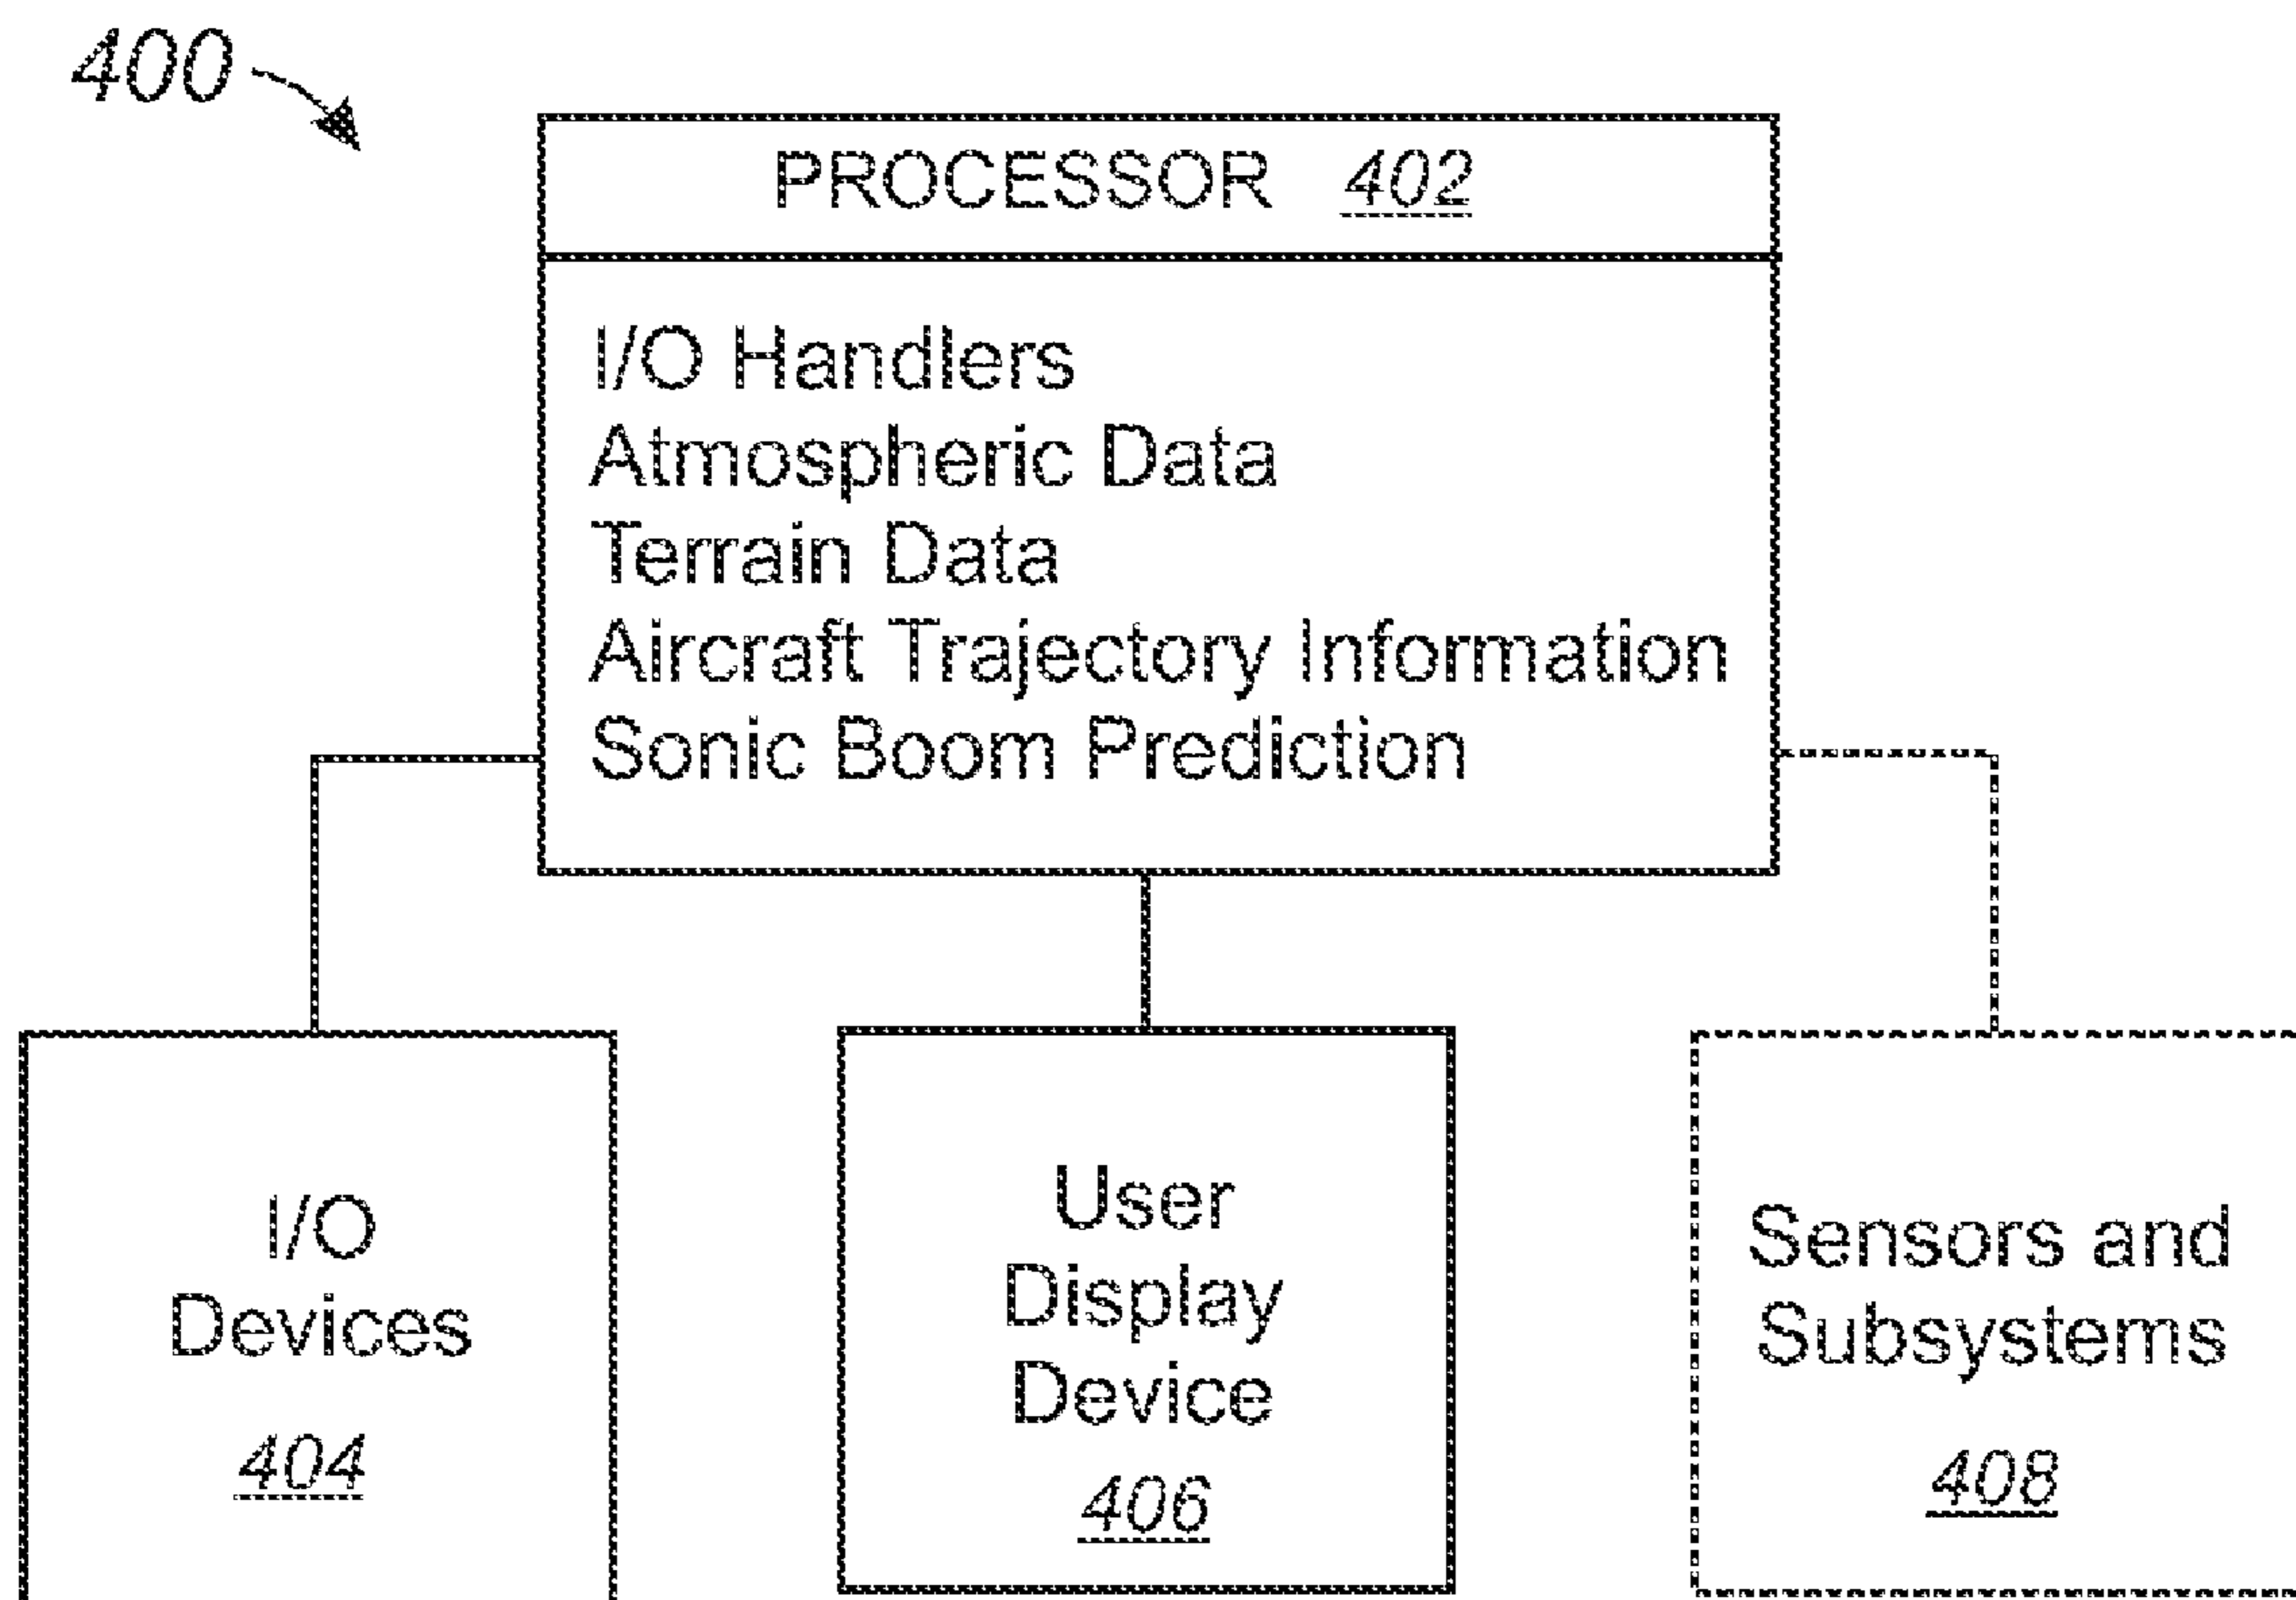 400
PROCESSOR 402
I/O Handlers
Atmospheric Data
Terrain Data
Aircraft Trajectory Information
Sonic Boom Prediction
I/O
Devices
404
User
Display
Device
406
Sensors and
Subsystems
408